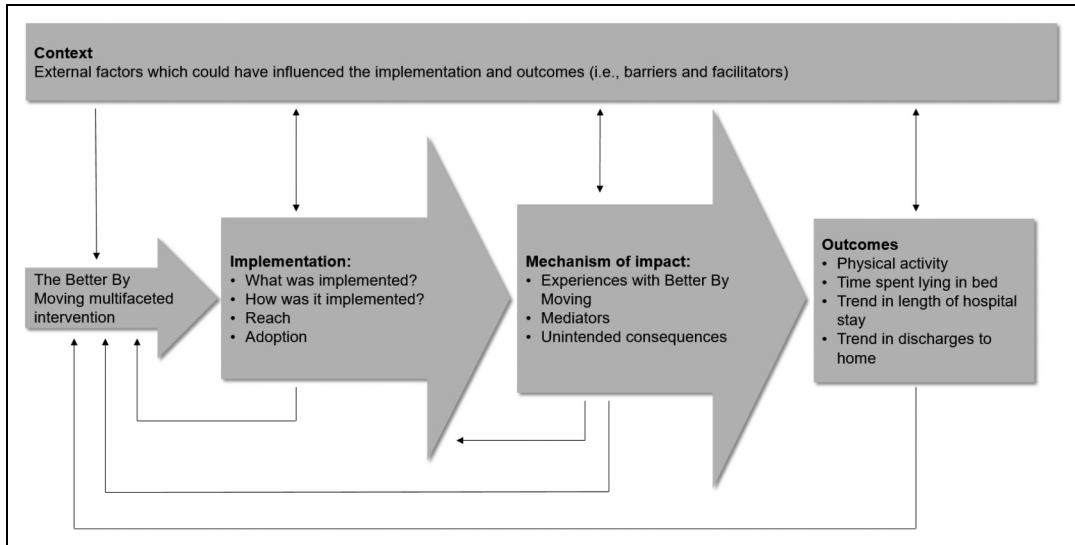 Context
External factors which could have influenced the implementation and outcomes (i.e., barriers and facilitators)
The Better By
Moving multifaceted
intervention
Implementation:
• What was implemented?
• How was it implemented?
• Reach
• Adoption
Mechanism of impact:
• Experiences with Better By
Moving
• Mediators
• Unintended consequences
Outcomes
• Physical activity
• Time spent lying in bed
• Trend in length of hospital
stay
• Trend in discharges to
home